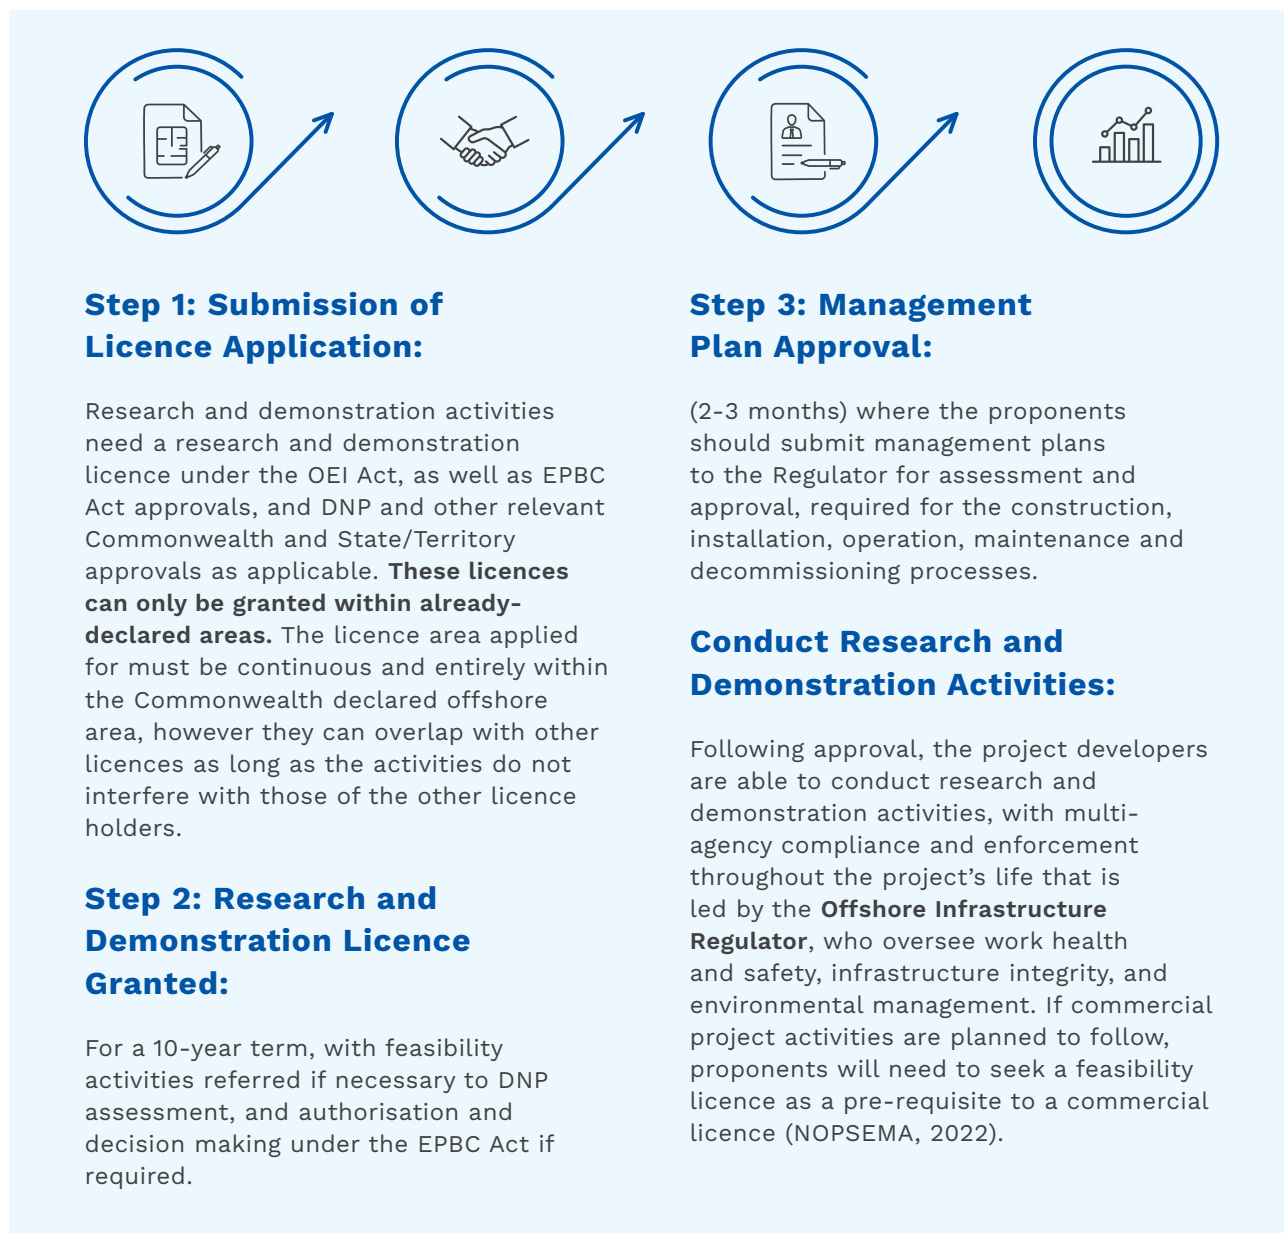 Step 1: Submission of
Licence Application:
Research and demonstration activities
need a research and demonstration
licence under the OEI Act, as well as EPBC
Act approvals, and DNP and other relevant
Commonwealth and State/Territory
approvals as applicable. These licences
can only be granted within already-
declared areas. The licence area applied
for must be continuous and entirely within
the Commonwealth declared offshore
area, however they can overlap with other
licences as long as the activities do not
interfere with those of the other licence
holders.
Step 2: Research and
Demonstration Licence
Granted:
For a 10-year term, with feasibility
activities referred if necessary to DNP
assessment, and authorisation and
decision making under the EPBC Act if
required.
Step 3: Management
Plan Approval:
(2-3 months) where the proponents
should submit management plans
to the Regulator for assessment and
approval, required for the construction,
installation, operation, maintenance and
decommissioning processes.
Conduct Research and
Demonstration Activities:
Following approval, the project developers
are able to conduct research and
demonstration activities, with multi-
agency compliance and enforcement
throughout the project’s life that is
led by the Offshore Infrastructure
Regulator, who oversee work health
and safety, infrastructure integrity, and
environmental management. If commercial
project activities are planned to follow,
proponents will need to seek a feasibility
licence as a pre-requisite to a commercial
licence (NOPSEMA, 2022).